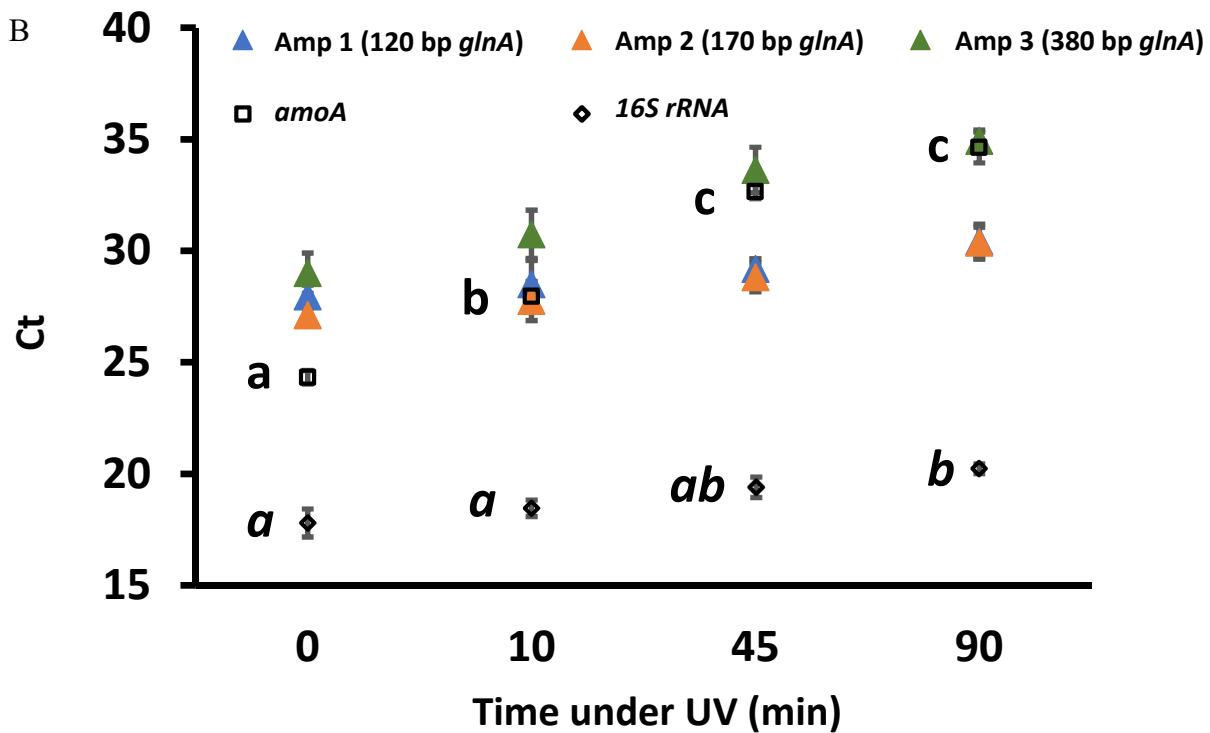 B
40
Amp 1 (120 bp glnA) Amp 2 (170 bp glnA) Amp 3 (380 bp glnA)
amoA 16S rRNA
35
c
c
30
b
Ct
25
a
20
a a ab b
15
0 10 45 90
Time under UV (min)